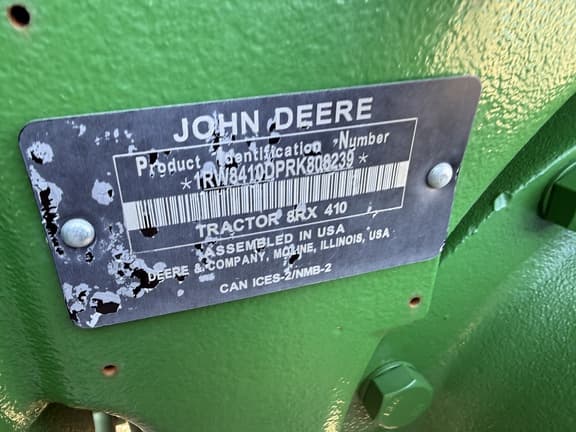 JOHN DEERE
Product Identification Number
*1RW8410DPRK808239*
TRACTOR 8RX 410
ASSEMBLED IN USA
DEERE & COMPANY, MOLINE, ILLINOIS, USA
CAN ICES-2/NMB-2